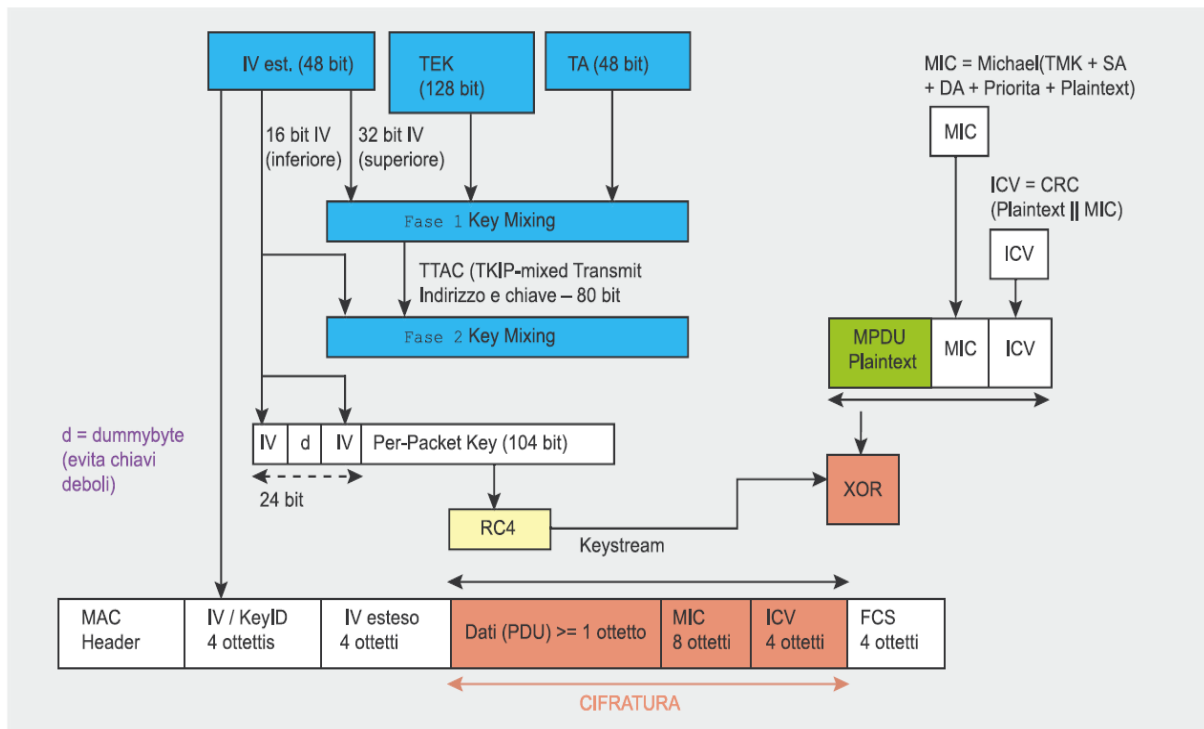 IV est. (48 bit)
TEK
(128 bit)
TA (48 bit)
MIC = Michael(TMK + SA
+ DA + Priorita + Plaintext)
16 bit IV
(inferiore)
32 bit IV
(superiore)
MIC
ICV = CRC
(Plaintext || MIC)
Fase 1 Key Mixing
ICV
TTAC (TKIP-mixed Transmit
Indirizzo e chiave – 80 bit
Fase 2 Key Mixing
MPDU
Plaintext
MIC
ICV
d = dummybyte
(evita chiavi
deboli)
IV
d
IV
Per-Packet Key (104 bit)
24 bit
XOR
RC4
Keystream
MAC
Header
IV / KeyID
4 ottettis
IV esteso
4 ottetti
Dati (PDU) >= 1 ottetto
MIC
8 ottetti
ICV
4 ottetti
FCS
4 ottetti
CIFRATURA